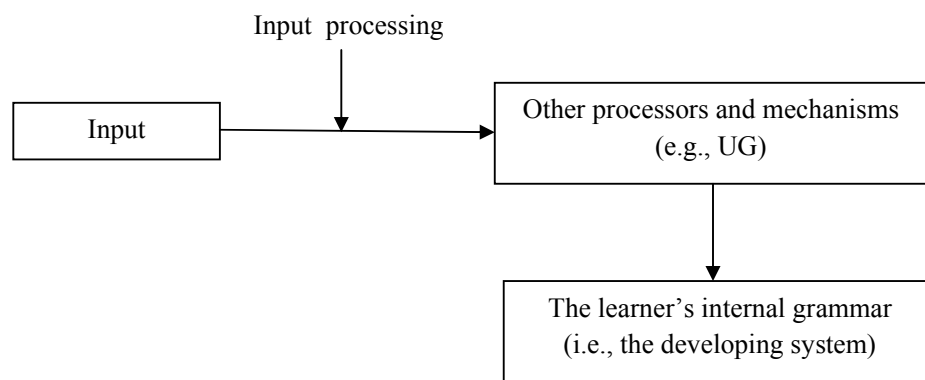 Input processing
Input
Other processors and mechanisms
(e.g., UG)
The learner’s internal grammar
(i.e., the developing system)